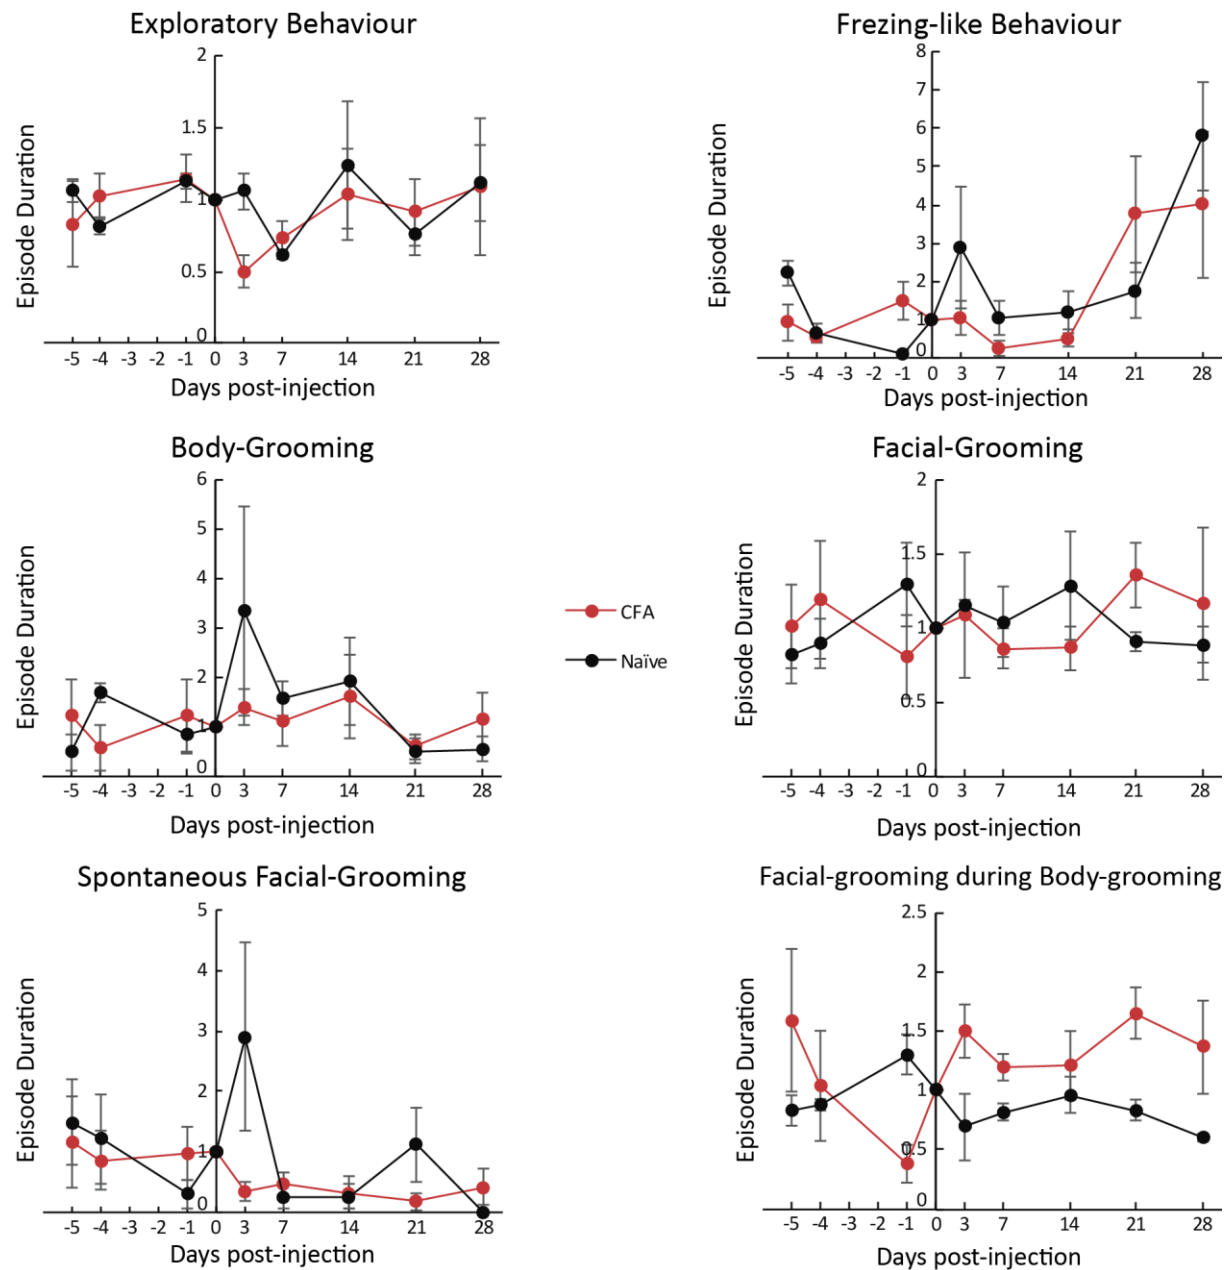 Exploratory Behaviour
2
1.5
1
0.5
0
Episode Duration
-5 -4 -3 -2 -1 0 3 7 14 21 28
Days post-injection
Frezing-like Behaviour
8
7
6
5
4
3
2
1
0
Episode Duration
-5 -4 -3 -2 -1 0 3 7 14 21 28
Days post-injection
Body-Grooming
6
5
4
3
2
1
0
Episode Duration
-5 -4 -3 -2 -1 0 3 7 14 21 28
Days post-injection
CFA
Naïve
Facial-Grooming
2
1.5
1
0.5
0
Episode Duration
-5 -4 -3 -2 -1 0 3 7 14 21 28
Days post-injection
Spontaneous Facial-Grooming
5
4
3
2
1
0
Episode Duration
-5 -4 -3 -2 -1 0 3 7 14 21 28
Days post-injection
Facial-grooming during Body-grooming
2.5
2
1.5
1
0.5
0
Episode Duration
-5 -4 -3 -2 -1 0 3 7 14 21 28
Days post-injection